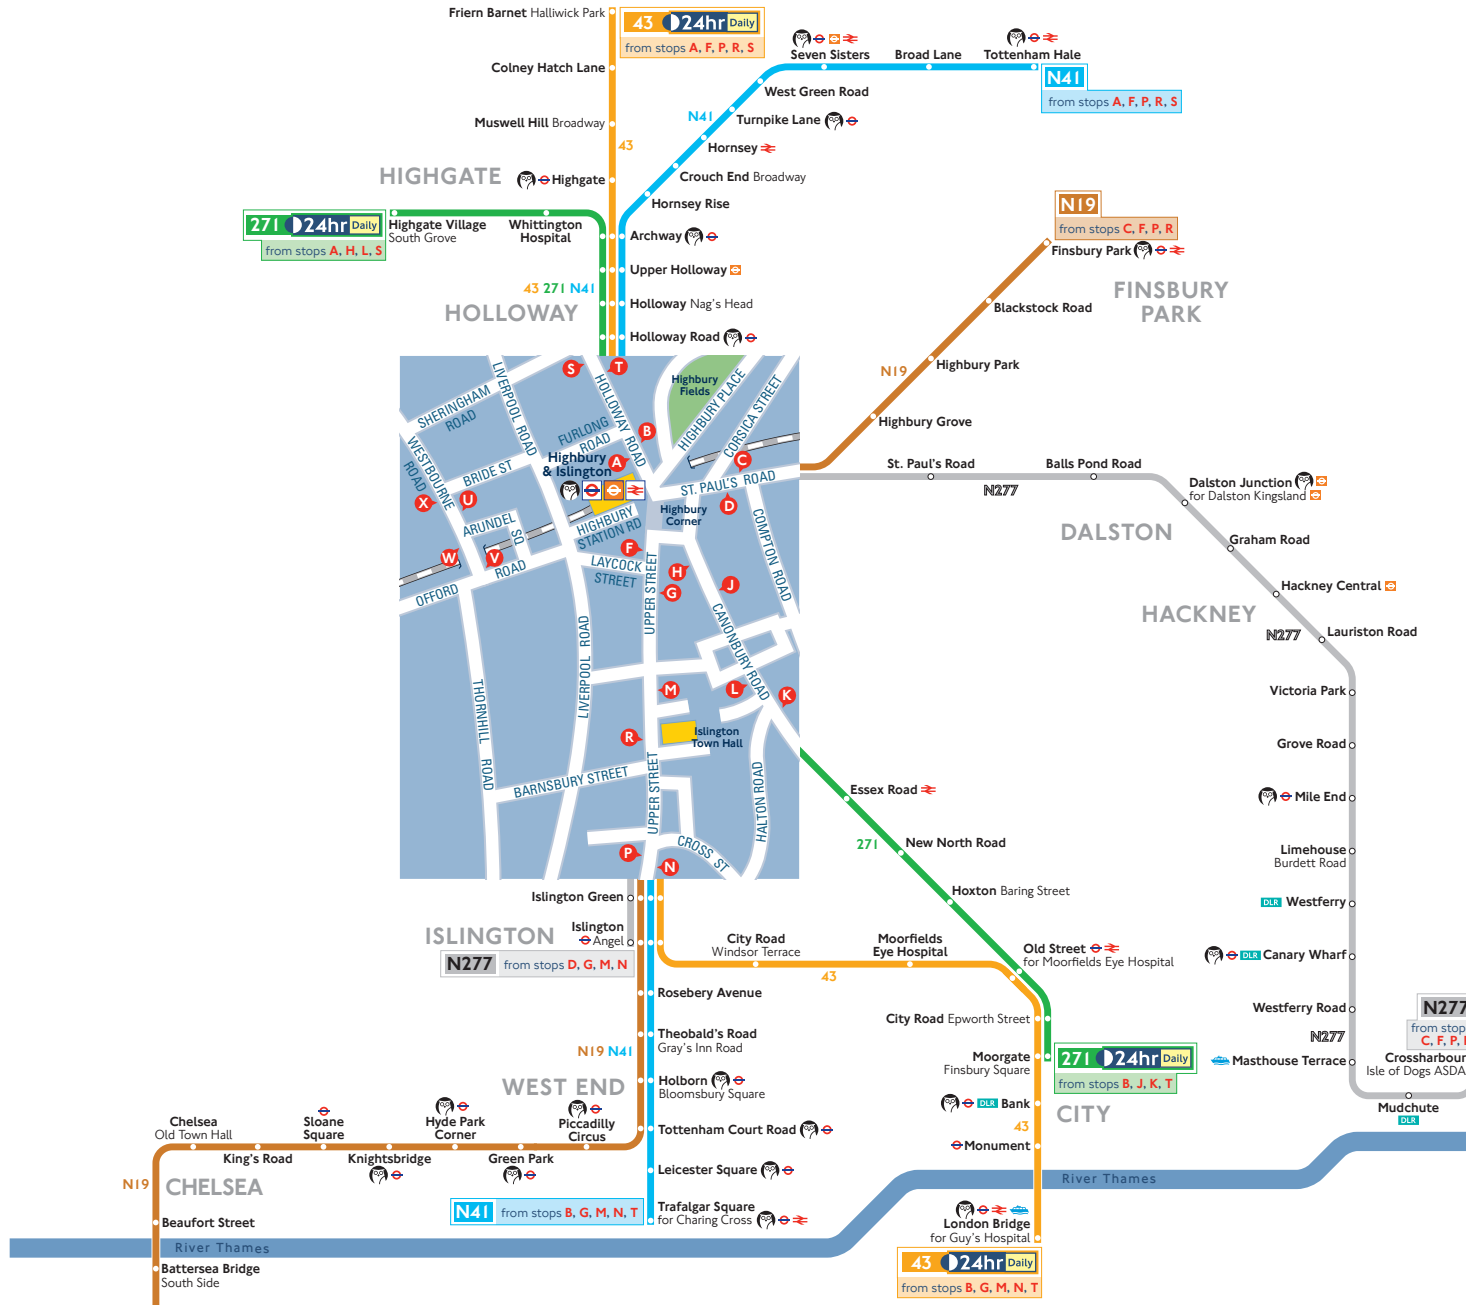 Friern Barnet Halliwick Park
43 24hr Daily
from stops A, F, P, R, S
Colney Hatch Lane
Muswell Hill Broadway
43
HIGHGATE
Highgate
Seven Sisters
Broad Lane
Tottenham Hale
N41
from stops A, F, P, R, S
West Green Road
N41
Turnpike Lane
Hornsey
Crouch End Broadway
Hornsey Rise
271 24hr Daily
from stops A, H, L, S
Highgate Village
South Grove
Whittington
Hospital
Archway
Upper Holloway
43 271 N41
HOLLOWAY
Holloway Nag's Head
Holloway Road
N19
from stops C, F, P, R
Finsbury Park
FINSBURY
PARK
Blackstock Road
N19
Highbury Park
Highbury Grove
S
T
SHERINGHAM
ROAD
LIVERPOOL ROAD
HOLLOWAY ROAD
Highbury
Fields
HIGHBURY PLACE
CORSICA STREET
FURLONG
ROAD
B
WESTBOURNE
ROAD
BRIDE ST
Highbury
& Islington
A
C
ST. PAUL'S ROAD
X
U
D
Highbury
Corner
ARUNDEL
SQ
HIGHBURY
STATION RD
COMPTON ROAD
W
V
F
ROAD
OFFORD
LAYCOCK
STREET
H
G
J
UPPER STREET
CANONBURY ROAD
LIVERPOOL ROAD
M
L
K
THORNHILL
ROAD
R
Islington
Town Hall
BARNSBURY STREET
UPPER STREET
HALTON ROAD
P
N
CROSS ST
St. Paul's Road
N277
Balls Pond Road
Dalston Junction
for Dalston Kingsland
DALSTON
Graham Road
Hackney Central
HACKNEY
N277
Lauriston Road
Victoria Park
Grove Road
Mile End
Limehouse
Burdett Road
DLR Westferry
DLR Canary Wharf
Westferry Road
N277
N277
from stop
C, F, P,
Masthouse Terrace
Crossharbour
Isle of Dogs ASDA
Mudchute
DLR
Essex Road
271
New North Road
Hoxton Baring Street
Old Street
for Moorfields Eye Hospital
Islington Green
ISLINGTON
Islington
Angel
N277 from stops D, G, M, N
City Road
Windsor Terrace
Moorfields
Eye Hospital
43
Rosebery Avenue
City Road Epworth Street
Theobald's Road
Gray's Inn Road
N19 N41
Moorgate
Finsbury Square
271 24hr Daily
from stops B, J, K, T
WEST END
Holborn
Bloomsbury Square
DLR Bank
CITY
43
Monument
Chelsea
Old Town Hall
King's Road
Sloane
Square
Knightsbridge
Hyde Park
Corner
Green Park
Piccadilly
Circus
Tottenham Court Road
Leicester Square
N19
CHELSEA
N41 from stops B, G, M, N, T
Trafalgar Square
for Charing Cross
River Thames
Beaufort Street
River Thames
Battersea Bridge
South Side
London Bridge
for Guy's Hospital
43 24hr Daily
from stops B, G, M, N, T